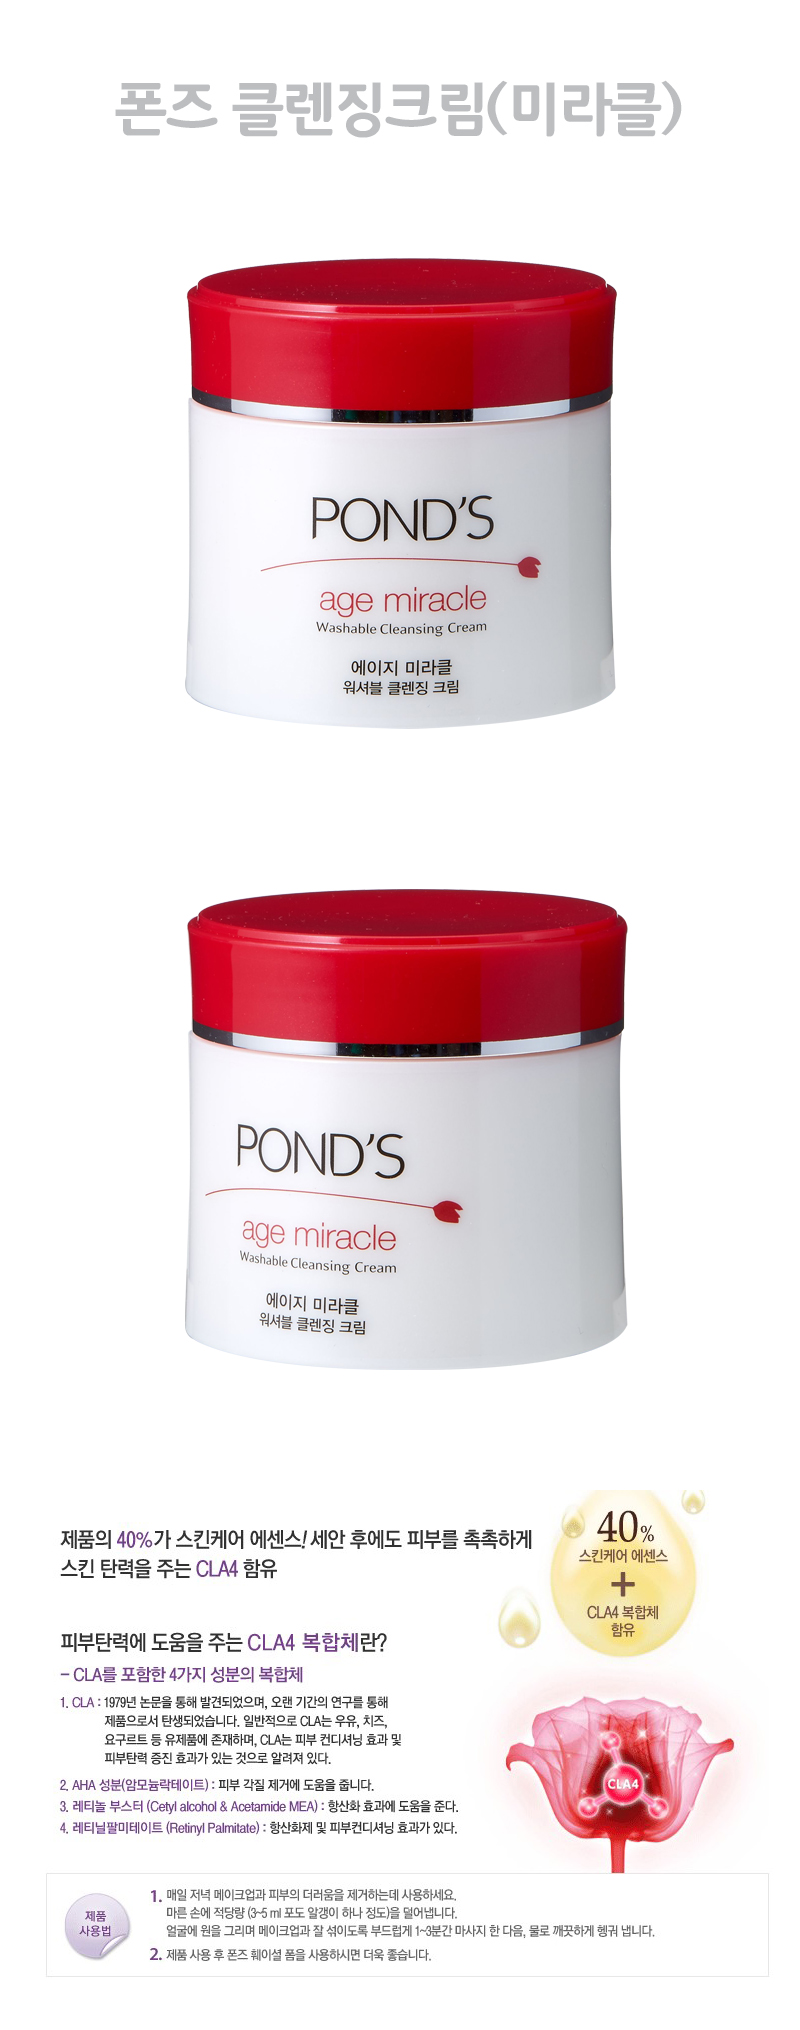 폰즈 클렌징크림(미라클)
POND'S
age miracle
Washable Cleansing Cream
에이지 미라클
워셔블 클렌징 크림
POND'S
age miracle
Washable Cleansing Cream
에이지 미라클
워셔블 클렌징 크림
제품의 40%가 스킨케어 에센스! 세안 후에도 피부를 촉촉하게
스킨 탄력을 주는 CLA4 함유
40%
스킨케어 에센스
+
CLA4 복합체
함유
피부탄력에 도움을 주는 CLA4 복합체란?
- CLA를 포함한 4가지 성분의 복합체
1. CLA : 1979년 논문을 통해 발견되었으며, 오랜 기간의 연구를 통해
제품으로서 탄생되었습니다. 일반적으로 CLA는 우유, 치즈,
요구르트 등 유제품에 존재하며, CLA는 피부 컨디셔닝 효과 및
피부탄력 증진 효과가 있는 것으로 알려져 있다.
2. AHA 성분(암모늄락테이트) : 피부 각질 제거에 도움을 줍니다.
3. 레티놀 부스터 (Cetyl alcohol & Acetamide MEA) : 항산화 효과에 도움을 준다.
4. 레티닐팔미테이트 (Retinyl Palmitate) : 항산화제 및 피부컨디셔닝 효과가 있다.
CLA4
제품
사용법
1. 매일 저녁 메이크업과 피부의 더러움을 제거하는데 사용하세요.
마른 손에 적당량 (3~5 ml 포도 알갱이 하나 정도)을 덜어냅니다.
얼굴에 원을 그리며 메이크업과 잘 섞이도록 부드럽게 1~3분간 마사지 한 다음, 물로 깨끗하게 헹궈 냅니다.
2. 제품 사용 후 폰즈 훼이셜 폼을 사용하시면 더욱 좋습니다.